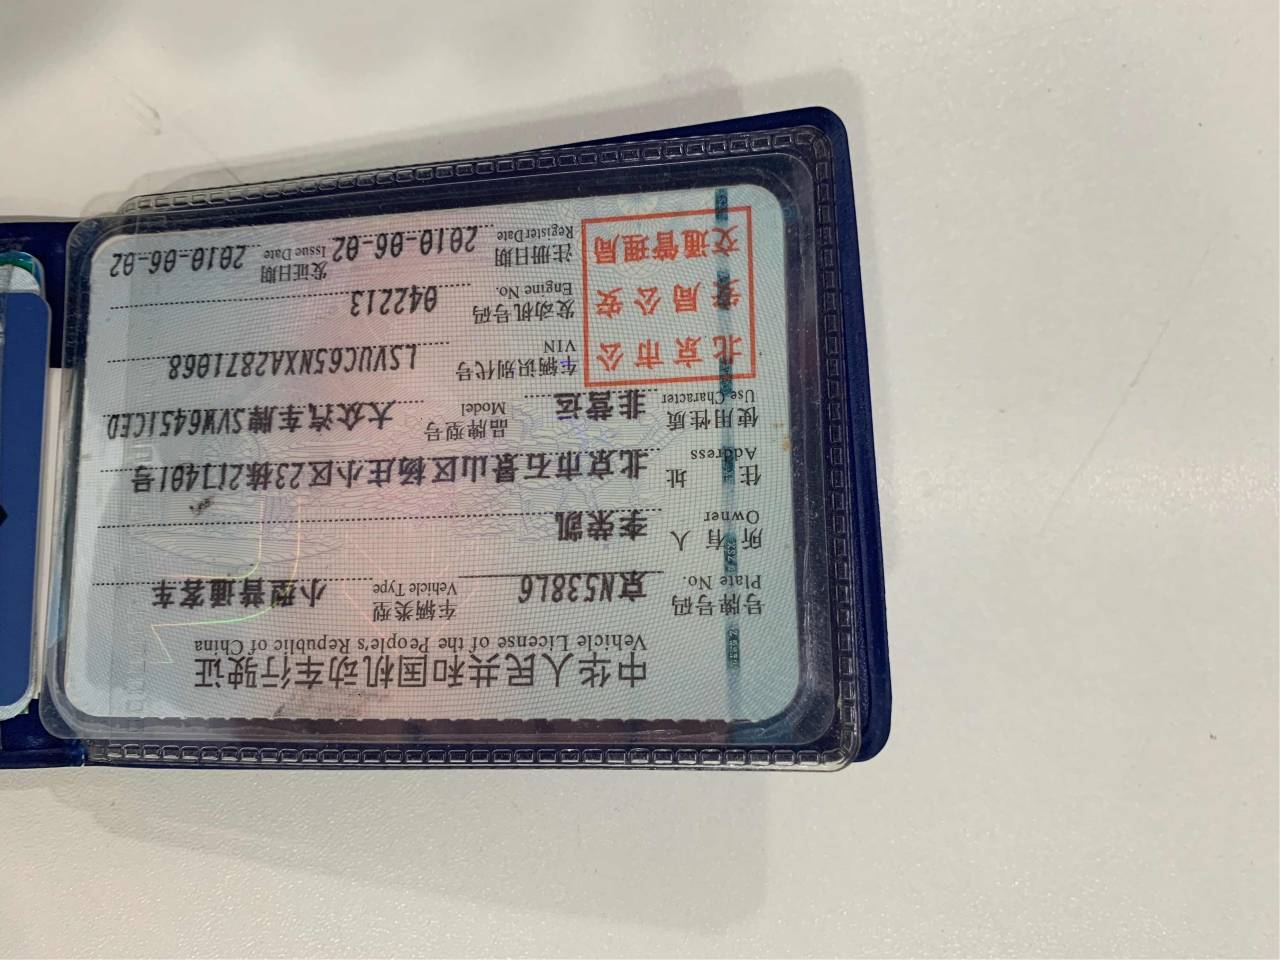 中华人民共和国机动车行驶证
Vehicle License of the People's Republic of China
号牌号码 Plate No. 京N538L6 车辆类型 Vehicle Type 小型普通客车
所有人 Owner 李荣凯
住址 Address 北京市石景山区杨庄小区23栋21J401号
使用性质 Use Character 非营运 品牌型号 Model 大众汽车牌SVW6451CED
北京市公
安局公安
交通管理局
车辆识别代号 VIN LSVUC65NXA2871068
发动机号码 Engine No. 042213
注册日期 Register Date 2010-06-02 发证日期 Issue Date 2010-06-02